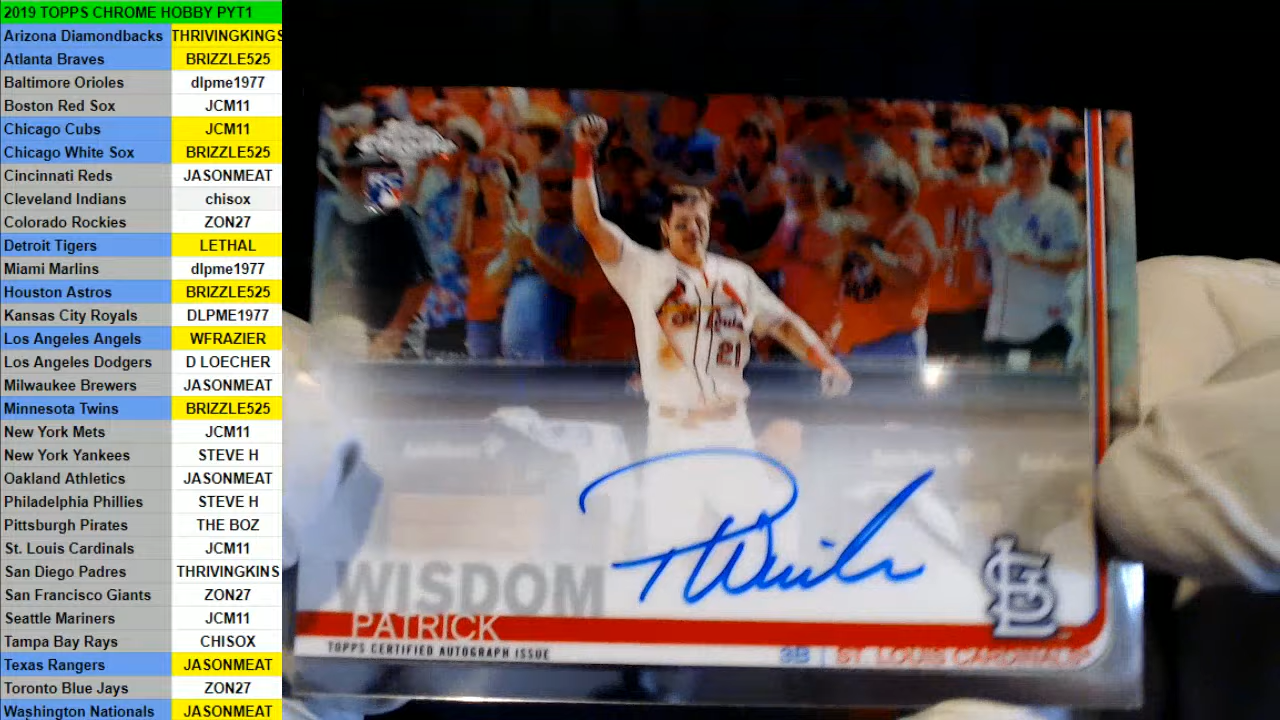 2019 TOPPS CHROME HOBBY PYT1
Arizona Diamondbacks THRIVINGKINGS
Atlanta Braves BRIZZLE525
Baltimore Orioles dlpme1977
Boston Red Sox JCM11
Chicago Cubs JCM11
Chicago White Sox BRIZZLE525
Cincinnati Reds JASONMEAT
Cleveland Indians chisox
Colorado Rockies ZON27
Detroit Tigers LETHAL
Miami Marlins dlpme1977
Houston Astros BRIZZLE525
Kansas City Royals DLPME1977
Los Angeles Angels WFRAZIER
Los Angeles Dodgers D LOECHER
Milwaukee Brewers JASONMEAT
Minnesota Twins BRIZZLE525
New York Mets JCM11
New York Yankees STEVE H
Oakland Athletics JASONMEAT
Philadelphia Phillies STEVE H
Pittsburgh Pirates THE BOZ
St. Louis Cardinals JCM11
San Diego Padres THRIVINGKINS
San Francisco Giants ZON27
Seattle Mariners JCM11
Tampa Bay Rays CHISOX
Texas Rangers JASONMEAT
Toronto Blue Jays ZON27
Washington Nationals JASONMEAT
St. Louis
21
WISDOM
PATRICK
TOPPS CERTIFIED AUTOGRAPH ISSUE
3B | ST. LOUIS CARDINALS